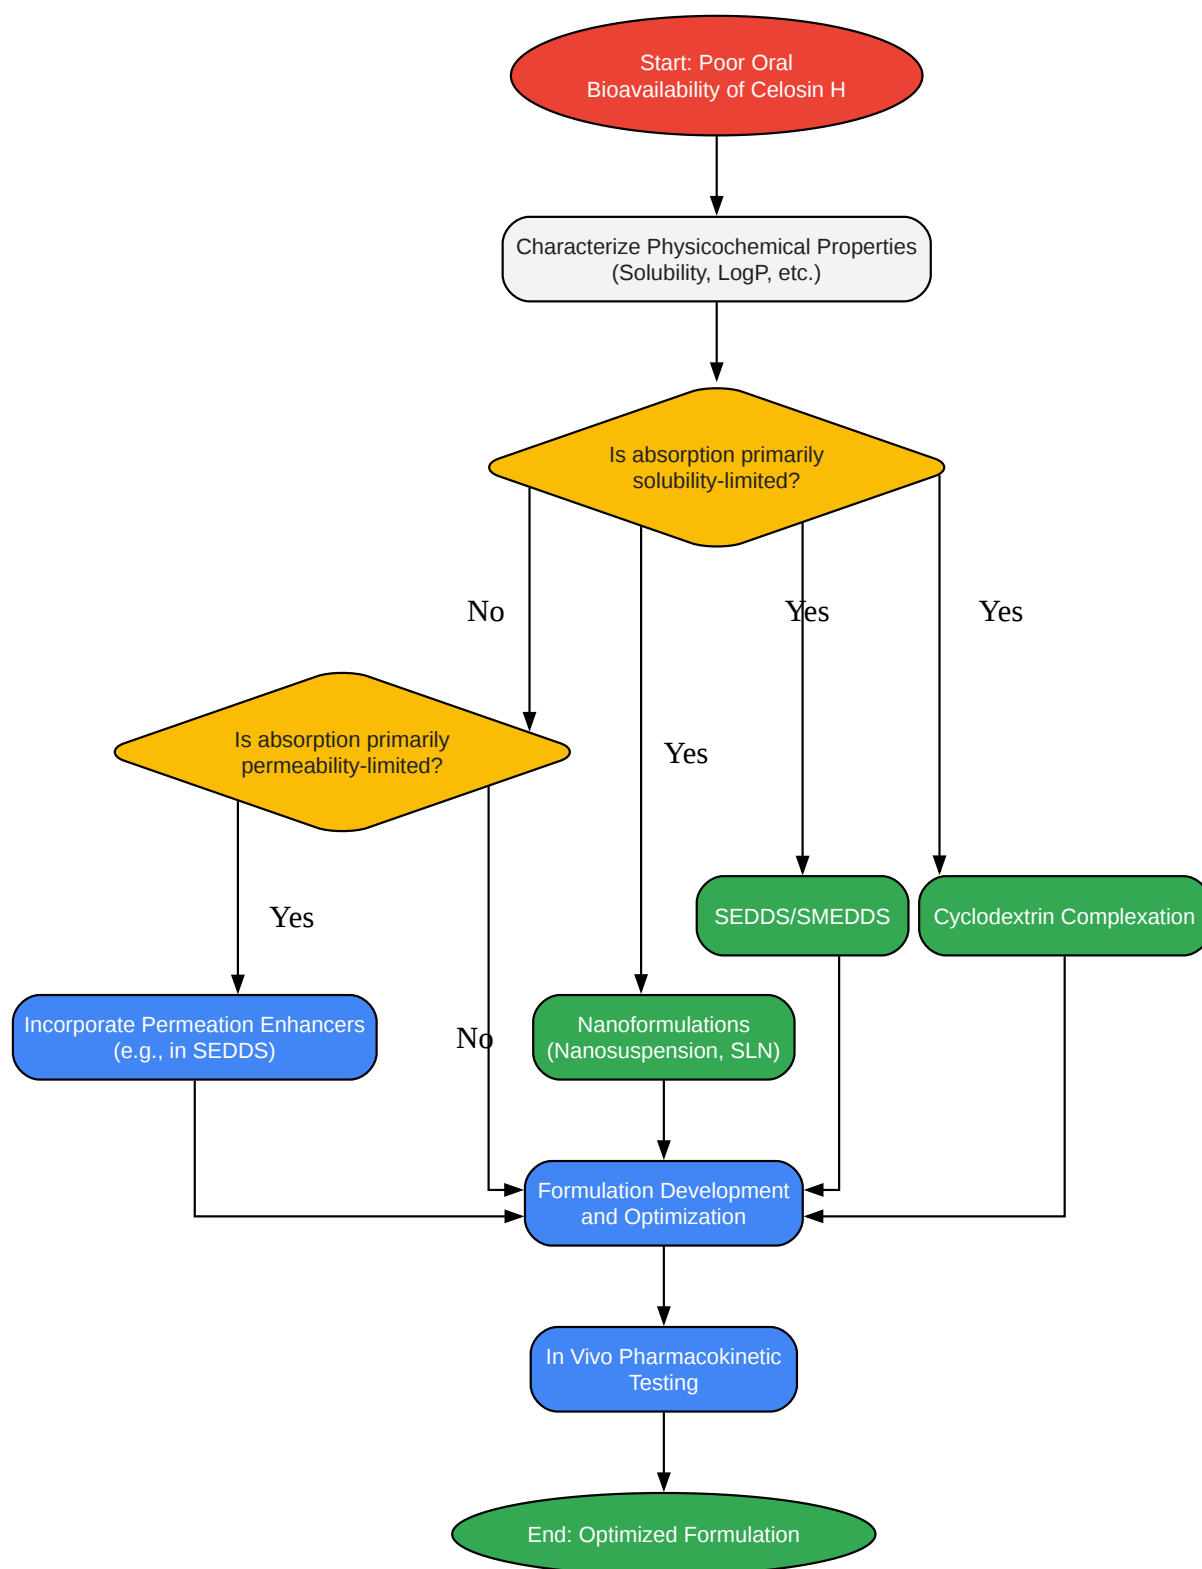 Start: Poor Oral
Bioavailability of Celosin H
Characterize Physicochemical Properties
(Solubility, LogP, etc.)
Is absorption primarily
solubility-limited?
No
Yes
Yes
Yes
Is absorption primarily
permeability-limited?
Yes
No
SEDDS/SMEDDS
Cyclodextrin Complexation
Incorporate Permeation Enhancers
(e.g., in SEDDS)
Nanoformulations
(Nanosuspension, SLN)
Formulation Development
and Optimization
In Vivo Pharmacokinetic
Testing
End: Optimized Formulation